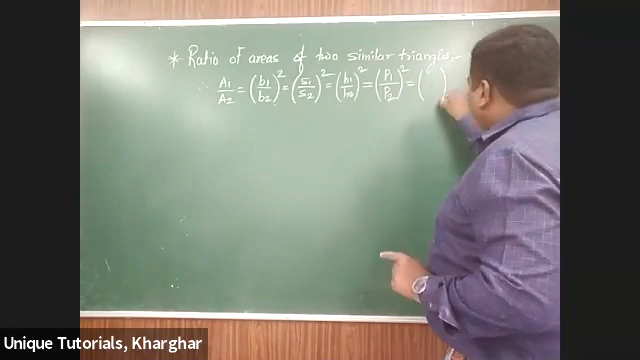 * Ratio of areas of two similar triangles:-
∴ A1/A2 = (b1/b2)² = (s1/s2)² = (h1/h2)² = (P1/P2)² = ( )
Unique Tutorials, Kharghar